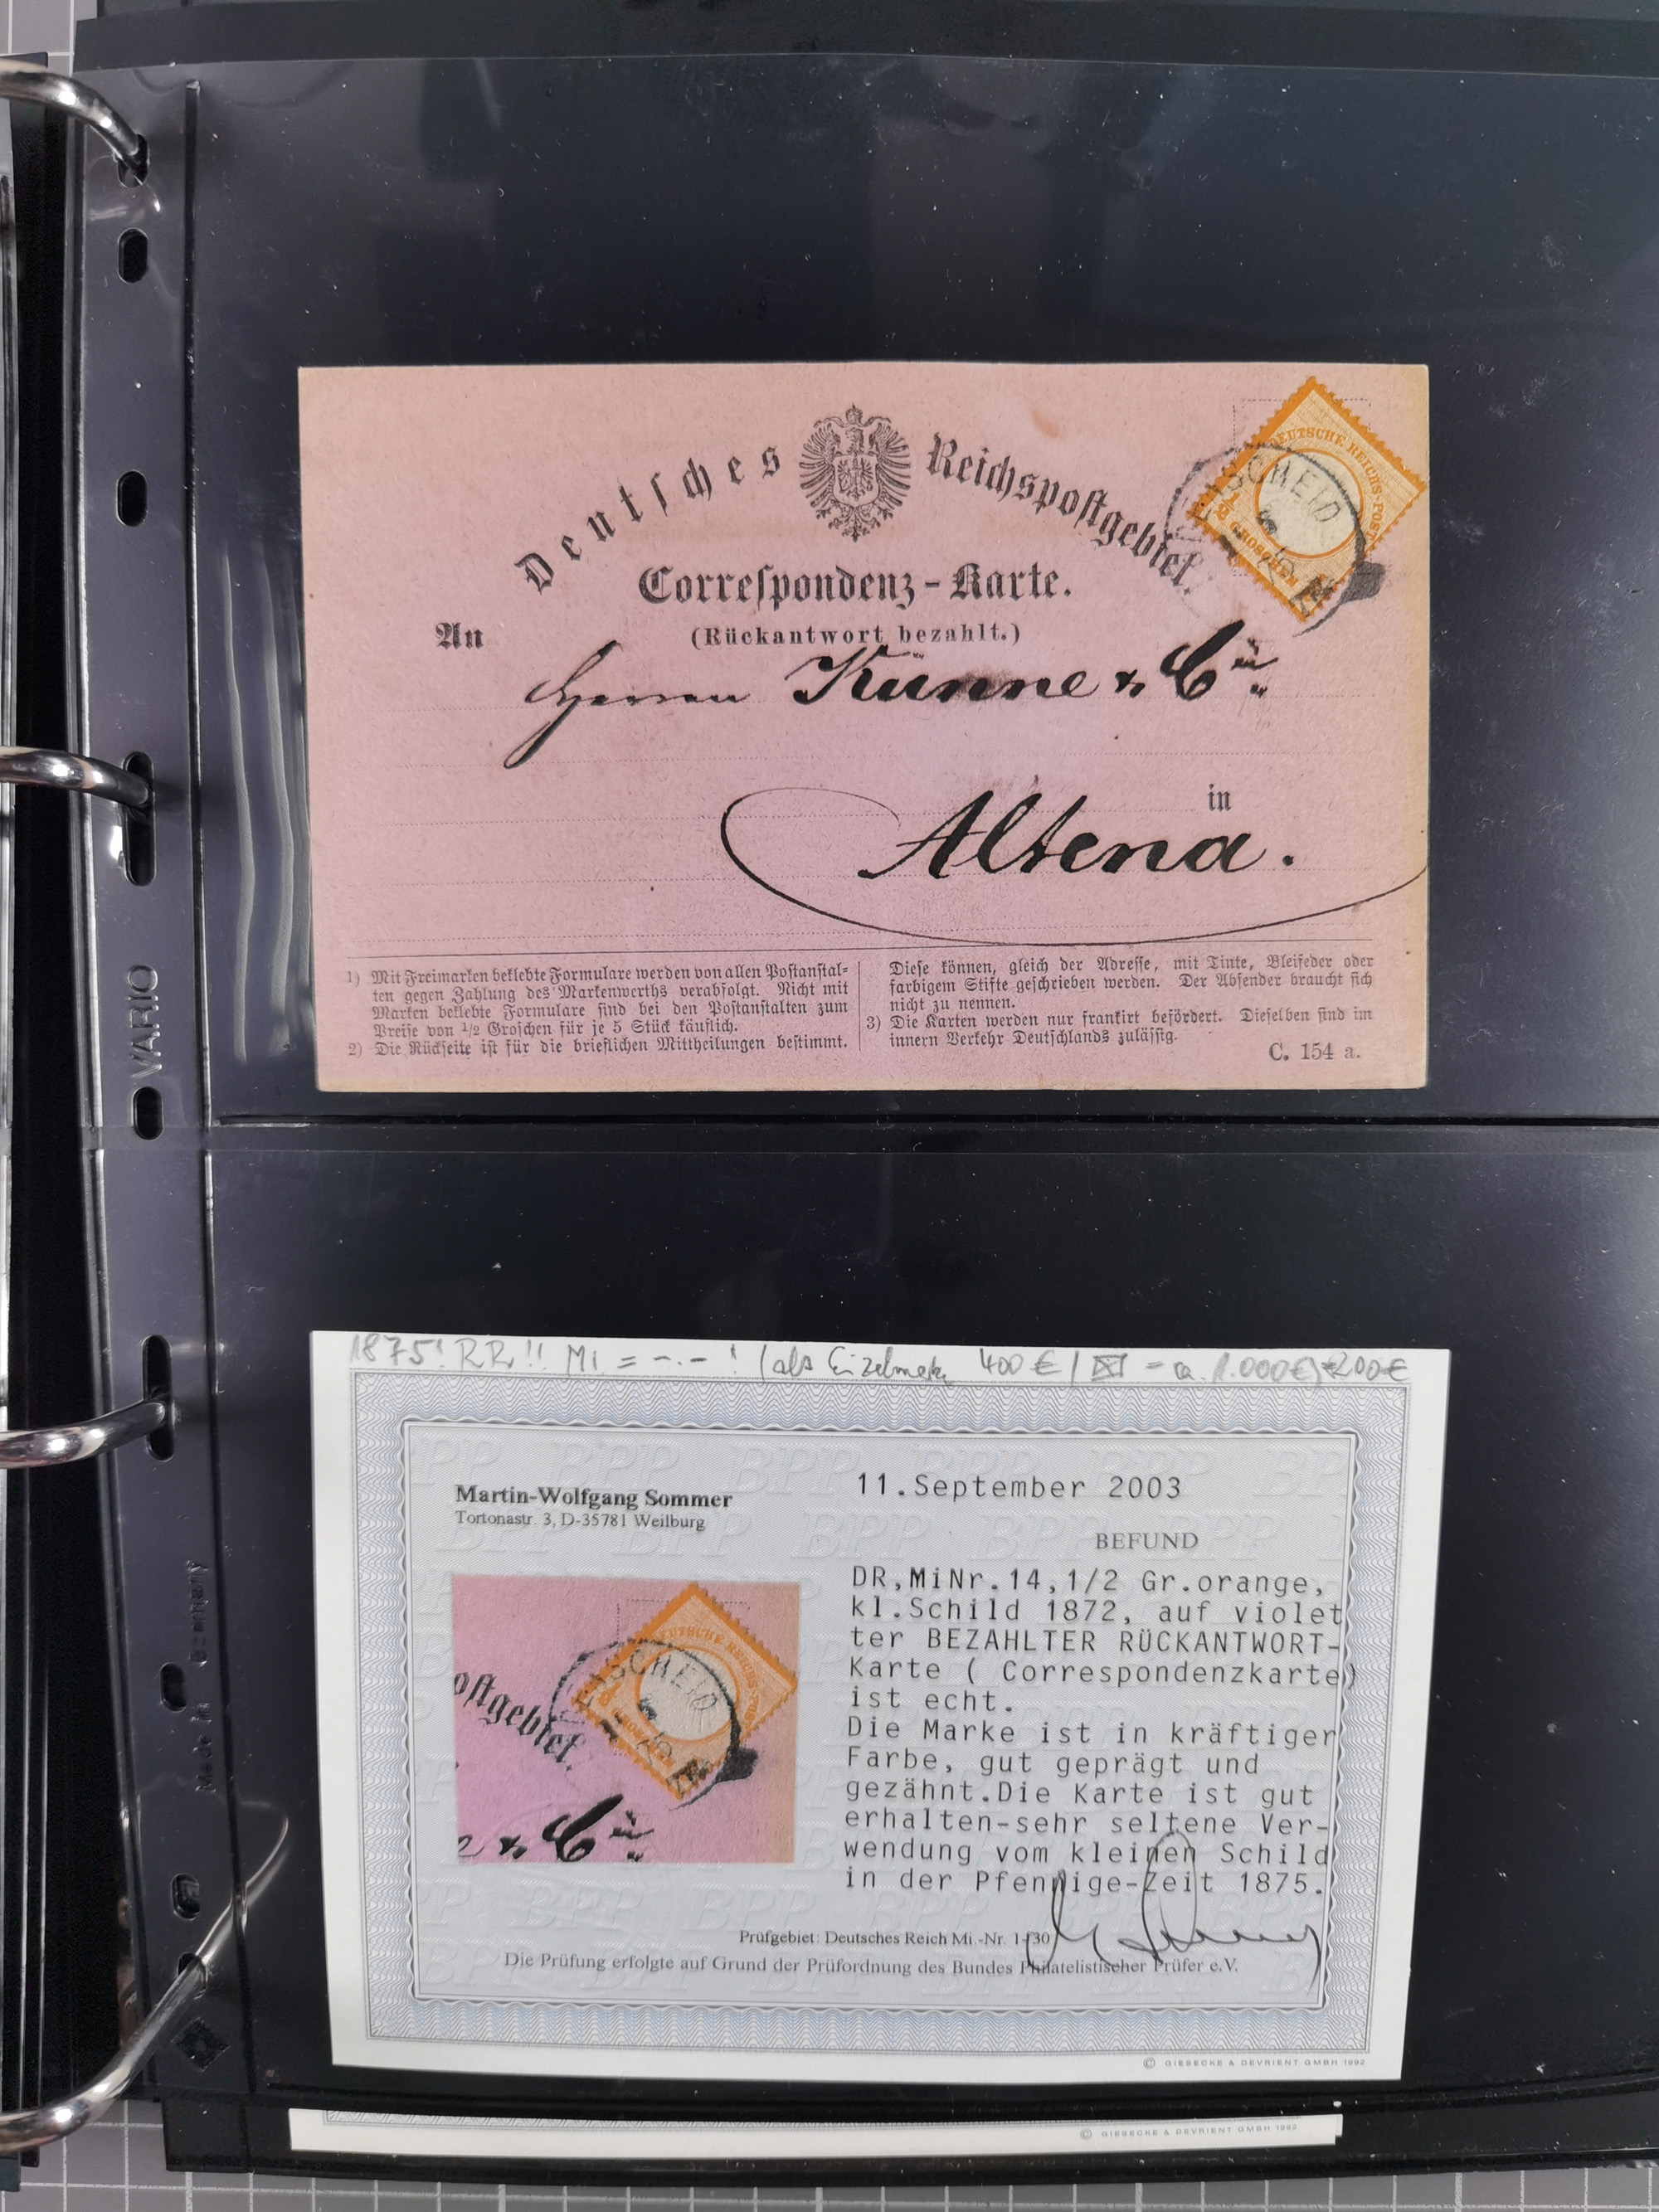 Deutsches Reichspostgebiet.
Correspondenz-Karte.
(Rückantwort bezahlt.)
An
Herren Künne & Cie
in
Altena.
1) Mit Freimarken beklebte Formulare werden von allen Postanstal-
ten gegen Zahlung des Markenwerths verabfolgt. Nicht mit
Marken beklebte Formulare sind bei den Postanstalten zum
Preise von 1/2 Groschen für je 5 Stück käuflich.
2) Die Rückseite ist für die brieflichen Mittheilungen bestimmt.
Diese können, gleich der Adresse, mit Tinte, Bleifeder oder
farbigem Stifte geschrieben werden. Der Absender braucht sich
nicht zu nennen.
3) Die Karten werden nur frankirt befördert. Dieselben sind im
innern Verkehr Deutschlands zulässig.
C. 154 a.
DEUTSCHE REICHS-POST
GROSCHEN
VARIO
Made in Germany
1875! RR!! Mi = -.- ! (als Einzelmarke 400 € / = ca. 1.000€) 200€
Martin-Wolfgang Sommer
Tortonastr. 3, D-35781 Weilburg
11.September 2003
BEFUND
DR,MiNr.14,1/2 Gr.orange,
kl.Schild 1872, auf violet
ter BEZAHLTER RÜCKANTWORT-
Karte ( Correspondenzkarte)
ist echt.
Die Marke ist in kräftiger
Farbe, gut geprägt und
gezähnt.Die Karte ist gut
erhalten-sehr seltene Ver-
wendung vom kleinen Schild
in der Pfennige-Zeit 1875.
Prüfgebiet: Deutsches Reich Mi.-Nr. 1-30
Die Prüfung erfolgte auf Grund der Prüfordnung des Bundes Philatelistischer Prüfer e.V.
© GIESECKE & DEVRIENT GMBH 1992
© GIESECKE & DEVRIENT GMBH 1992